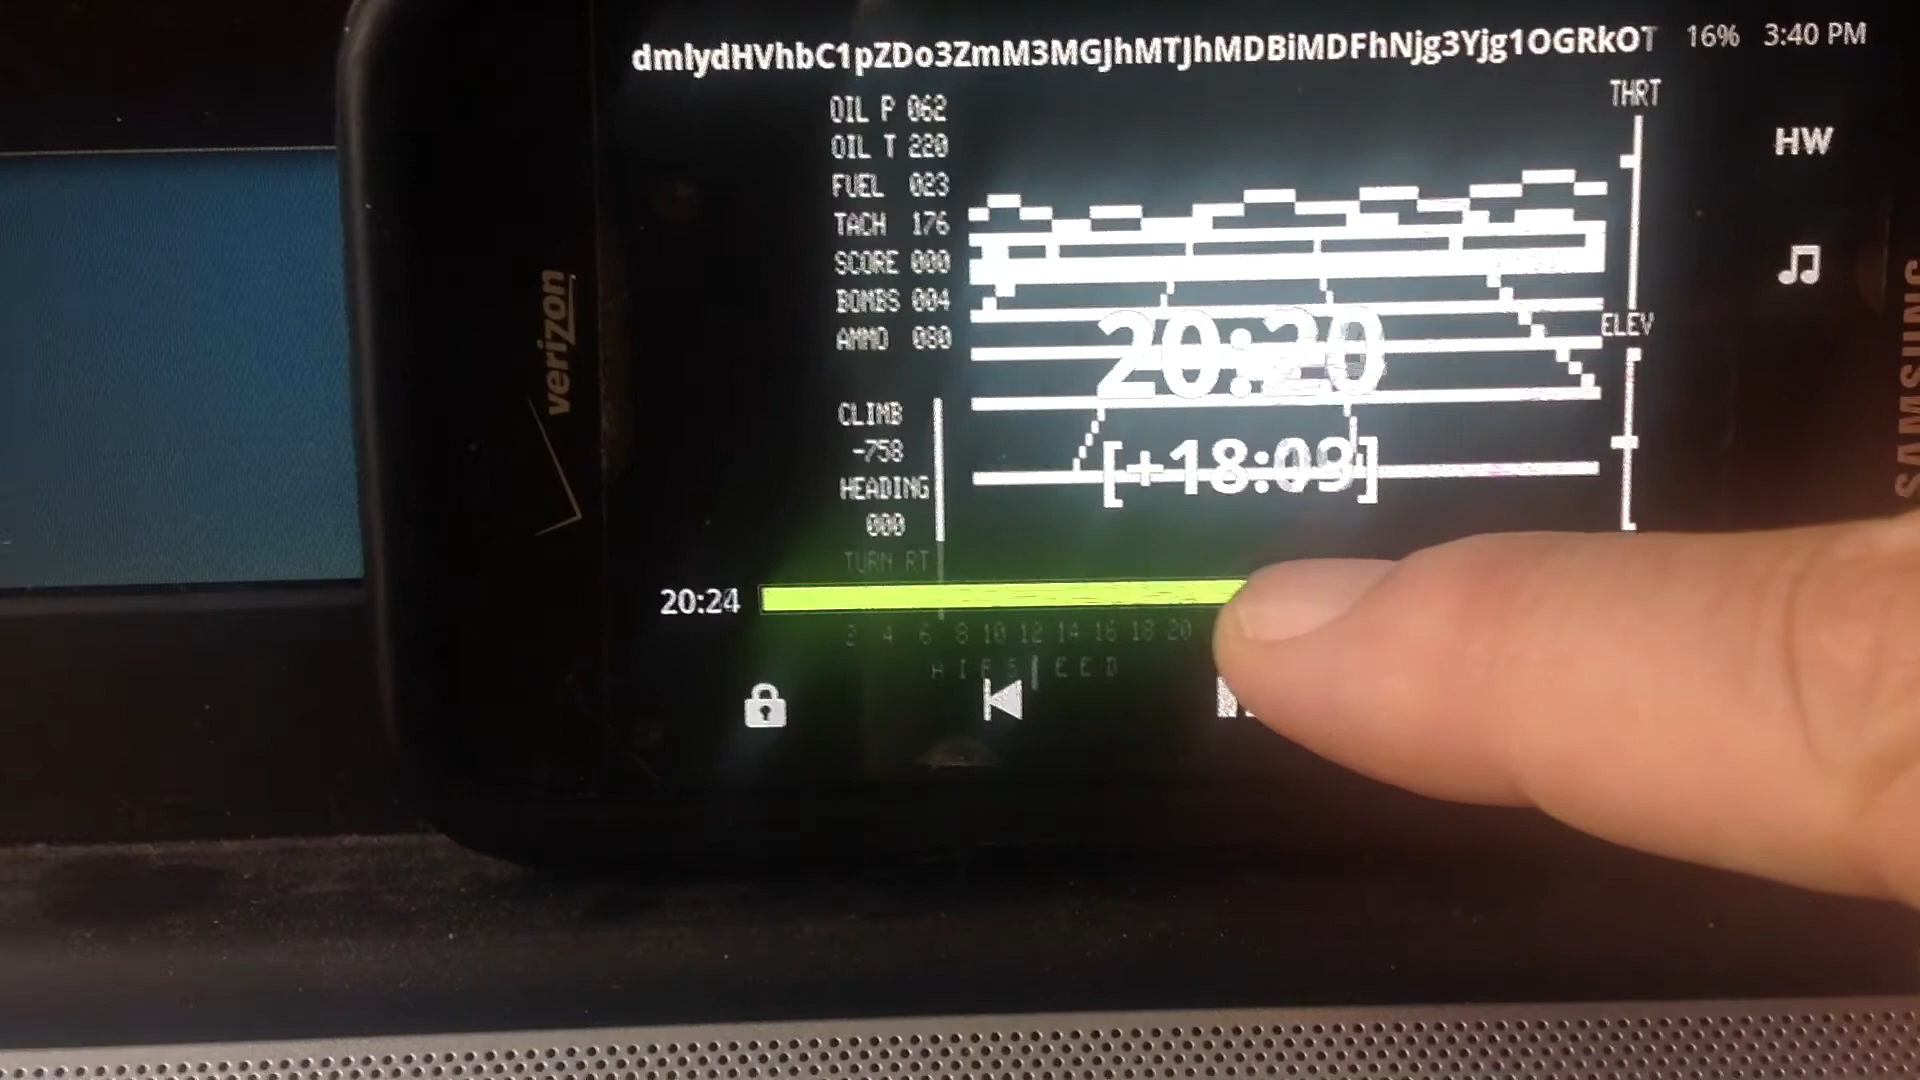 dmlydHVhbC1pZDo3ZmM3MGJhMTJhMDBiMDFhNjg3Yjg1OGRkOT 16% 3:40 PM
THRT
HW
OIL P 062
OIL T 220
FUEL 023
TACH 176
SCORE 000
BOMBS 004
AMMO 080
ELEV
20:20
[+18:09]
CLIMB
-758
HEADING
000
TURN RT
20:24
2 4 6 8 10 12 14 16 18 20
verizon
SAMSUNG